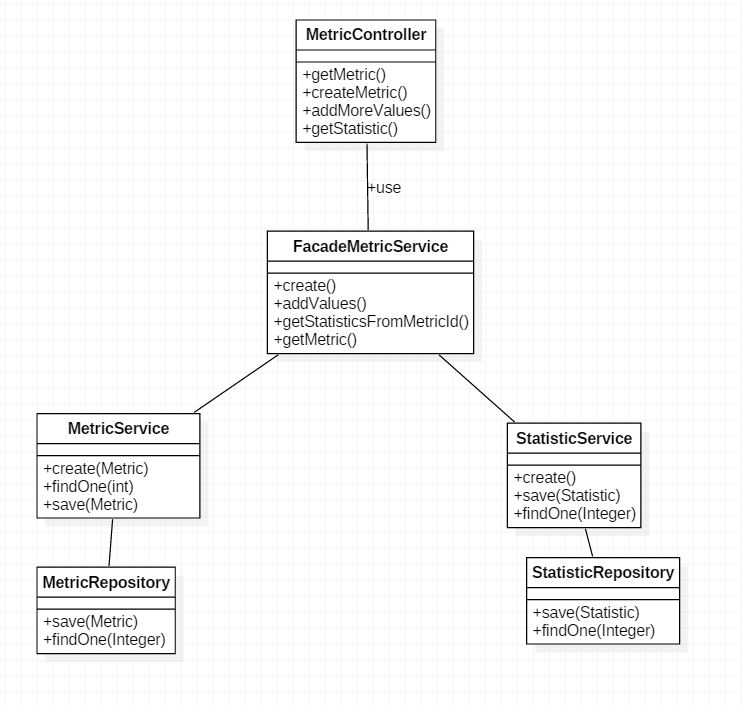 MetricController
+getMetric()
+createMetric()
+addMoreValues()
+getStatistic()
+use
FacadeMetricService
+create()
+addValues()
+getStatisticsFromMetricId()
+getMetric()
MetricService
+create(Metric)
+findOne(int)
+save(Metric)
StatisticService
+create()
+save(Statistic)
+findOne(Integer)
MetricRepository
+save(Metric)
+findOne(Integer)
StatisticRepository
+save(Statistic)
+findOne(Integer)